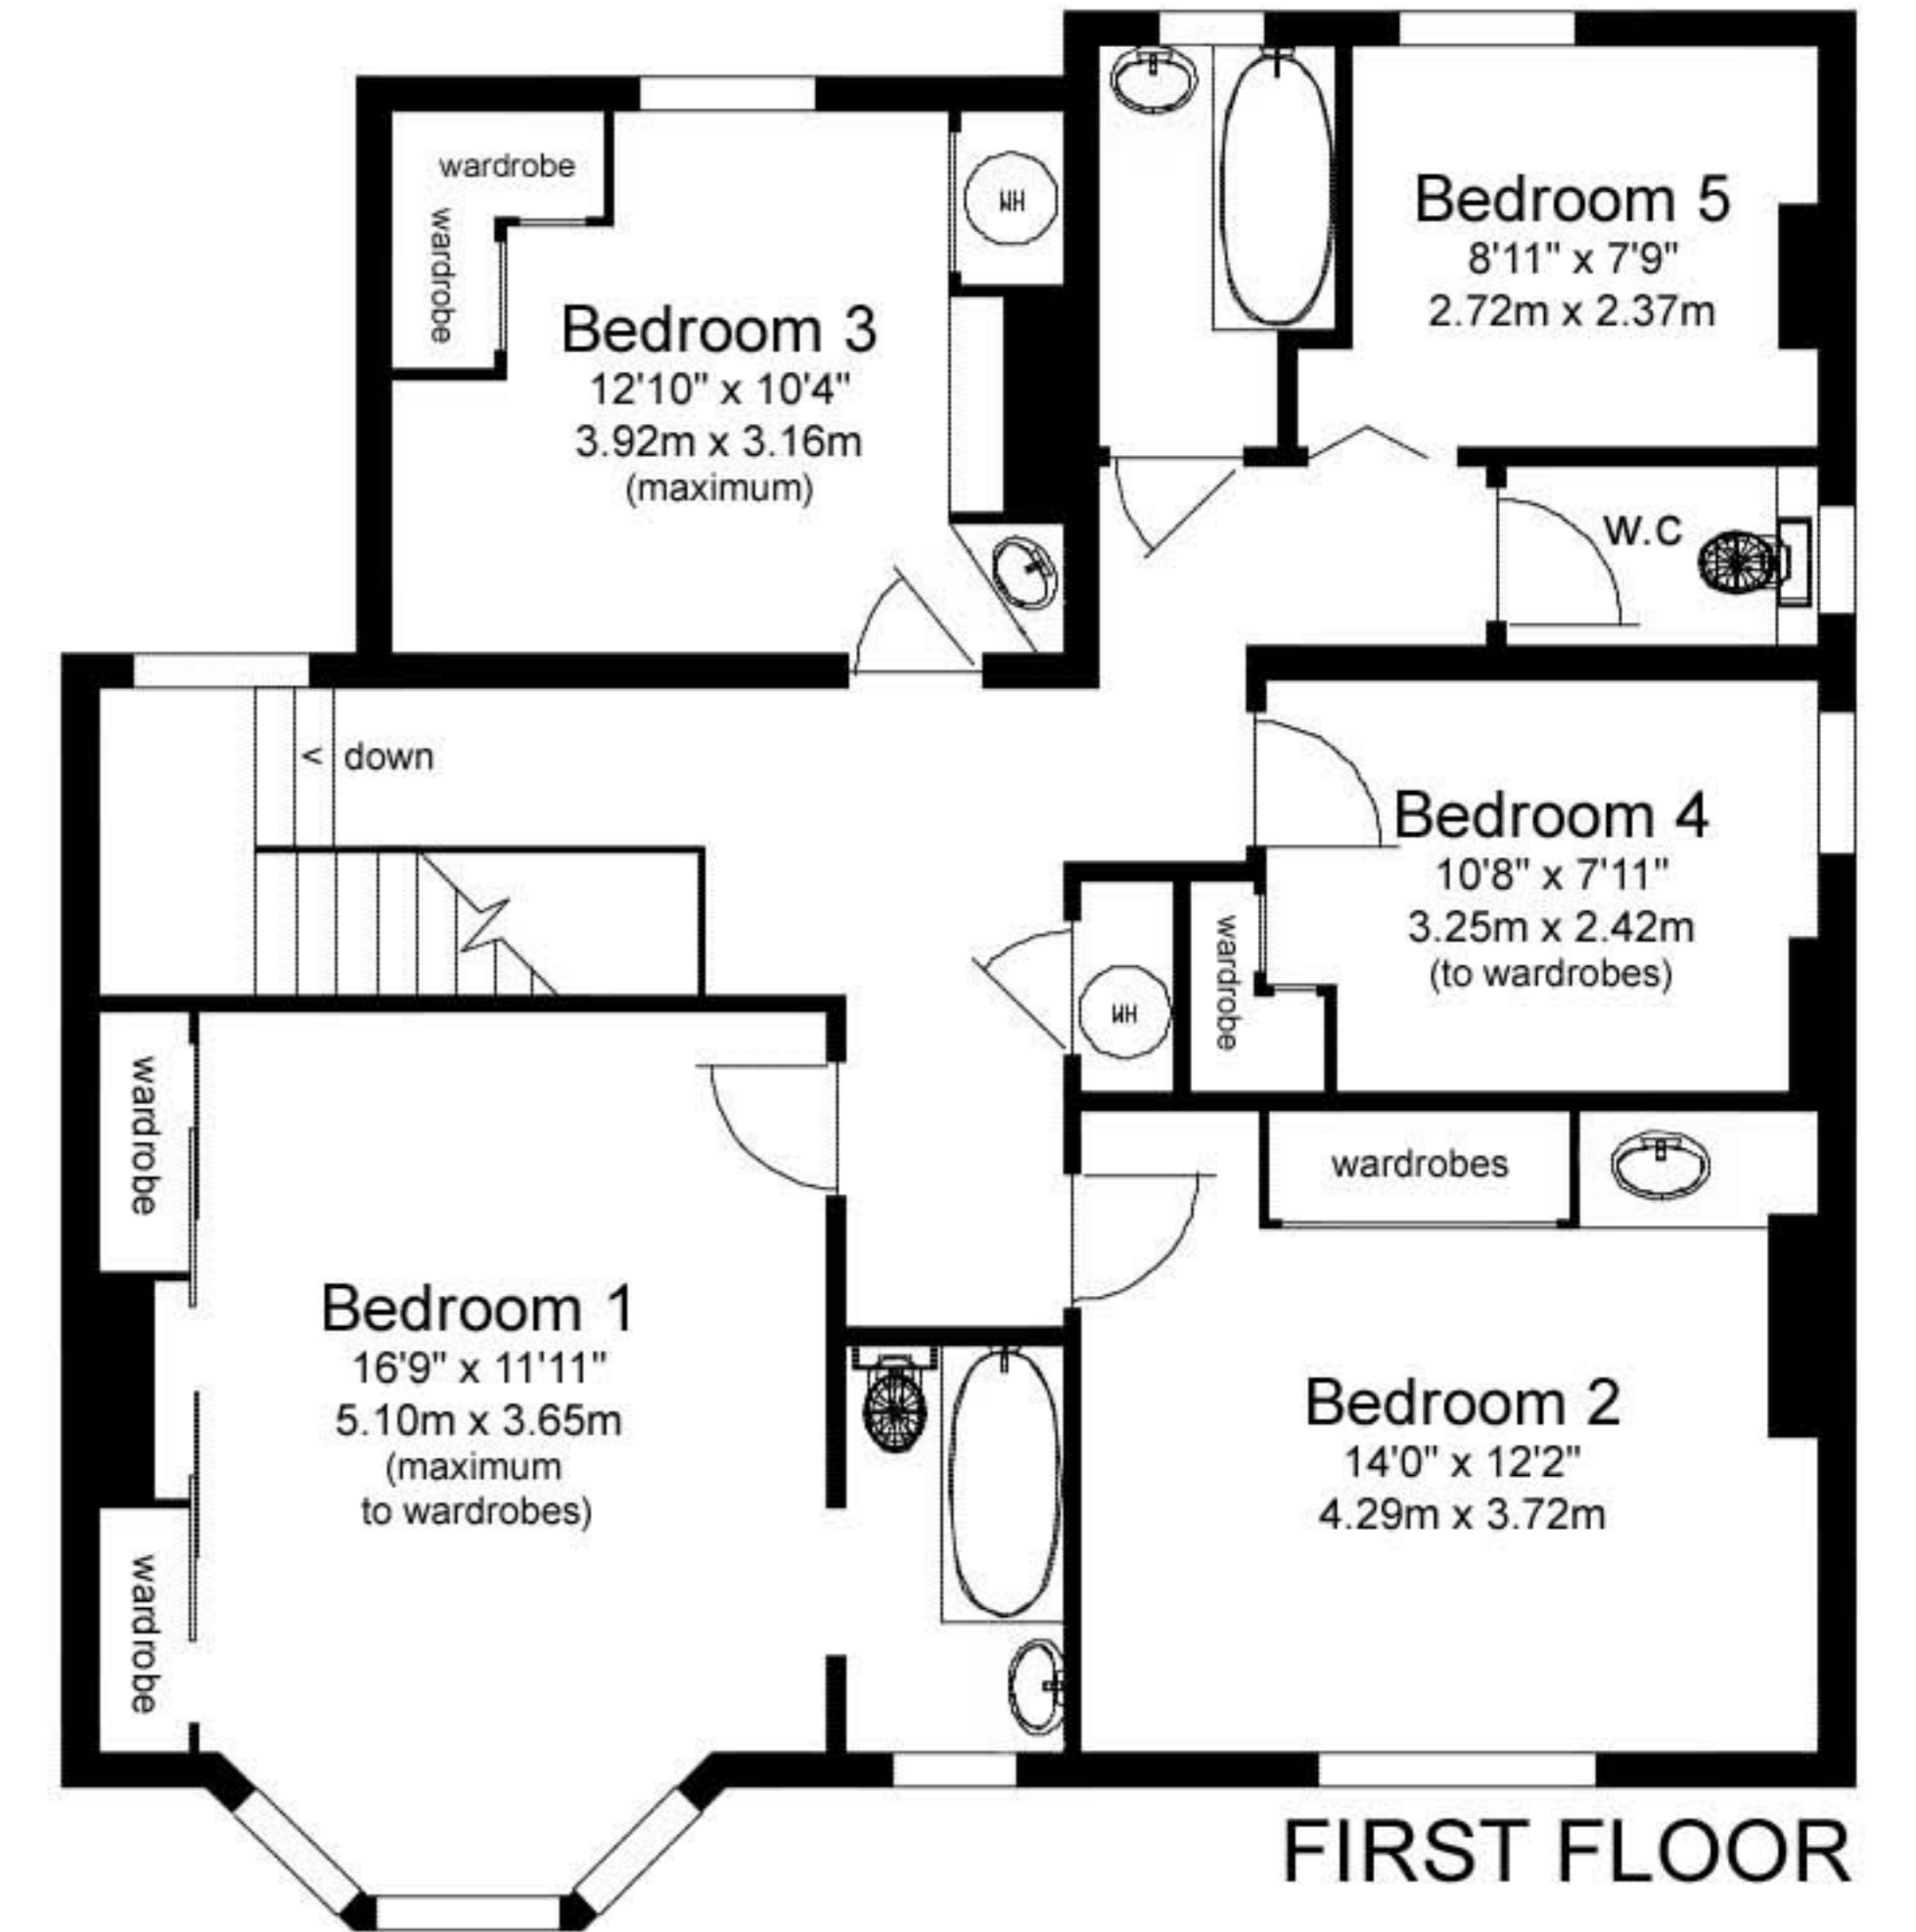 wardrobe
wardrobe
WH
Bedroom 3
12'10" x 10'4"
3.92m x 3.16m
(maximum)
Bedroom 5
8'11" x 7'9"
2.72m x 2.37m
W.C
< down
Bedroom 4
10'8" x 7'11"
3.25m x 2.42m
(to wardrobes)
wardrobe
WH
wardrobe
Bedroom 1
16'9" x 11'11"
5.10m x 3.65m
(maximum
to wardrobes)
wardrobe
wardrobes
Bedroom 2
14'0" x 12'2"
4.29m x 3.72m
FIRST FLOOR